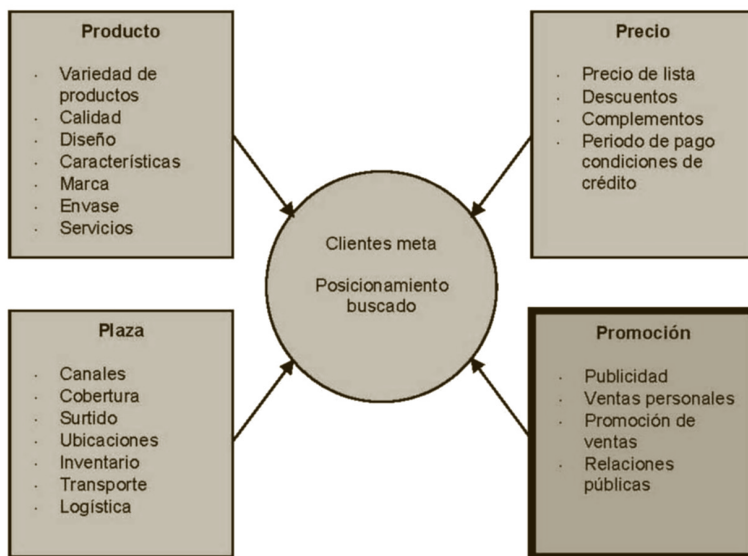 Producto
· Variedad de
productos
· Calidad
· Diseño
· Características
· Marca
· Envase
· Servicios
Precio
· Precio de lista
· Descuentos
· Complementos
· Periodo de pago
condiciones de
crédito
Clientes meta
Posicionamiento
buscado
Plaza
· Canales
· Cobertura
· Surtido
· Ubicaciones
· Inventario
· Transporte
· Logística
Promoción
· Publicidad
· Ventas personales
· Promoción de
ventas
· Relaciones
públicas